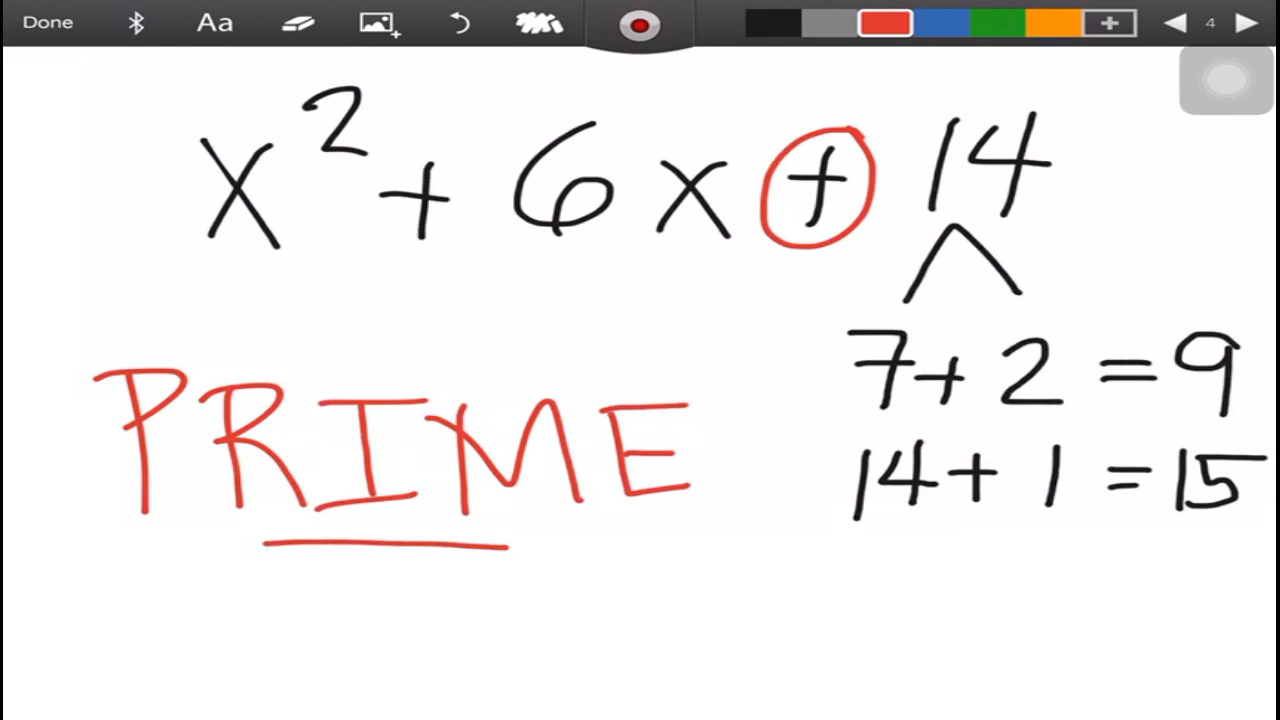 Done Aa 4
x² + 6x + 14
7 + 2 = 9
PRIME
14 + 1 = 15